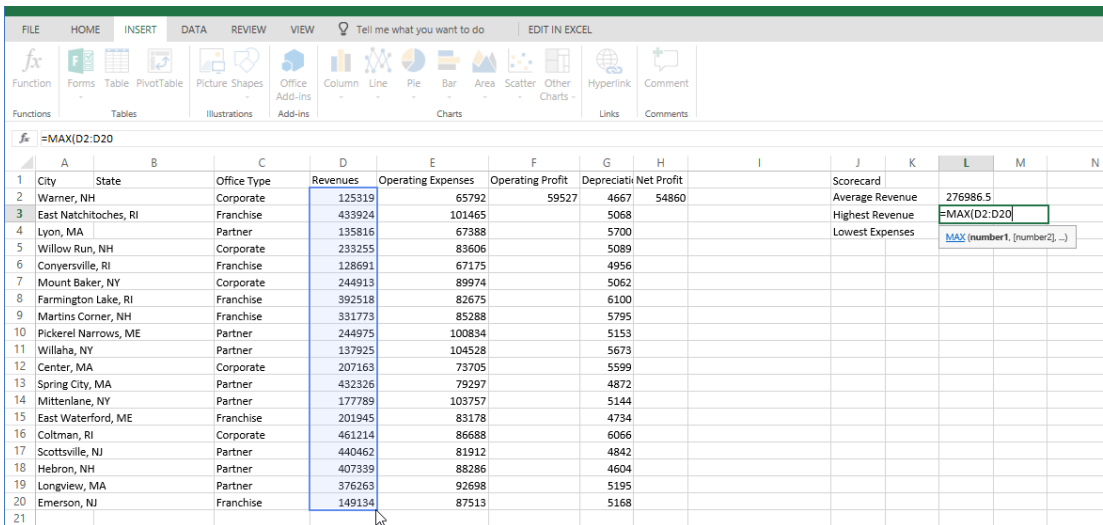 FILE HOME INSERT DATA REVIEW VIEW Tell me what you want to do EDIT IN EXCEL
fx
Function Forms Table PivotTable Picture Shapes Office Add-ins Column Line Pie Bar Area Scatter Other Charts Hyperlink Comment
Functions Tables Illustrations Add-ins Charts Links Comments
fx =MAX(D2:D20
A B C D E F G H I J K L M N
1 City State Office Type Revenues Operating Expenses Operating Profit Depreciati Net Profit Scorecard
2 Warner, NH Corporate 125319 65792 59527 4667 54860 Average Revenue 276986.5
3 East Natchitoches, RI Franchise 433924 101465 5068 Highest Revenue =MAX(D2:D20
4 Lyon, MA Partner 135816 67388 5700 Lowest Expenses MAX (number1, [number2], ...)
5 Willow Run, NH Corporate 233255 83606 5089
6 Conyersville, RI Franchise 128691 67175 4956
7 Mount Baker, NY Corporate 244913 89974 5062
8 Farmington Lake, RI Franchise 392518 82675 6100
9 Martins Corner, NH Franchise 331773 85288 5795
10 Pickerel Narrows, ME Partner 244975 100834 5153
11 Willaha, NY Partner 137925 104528 5673
12 Center, MA Corporate 207163 73705 5599
13 Spring City, MA Partner 432326 79297 4872
14 Mittenlane, NY Partner 177789 103757 5144
15 East Waterford, ME Franchise 201945 83178 4734
16 Coltman, RI Corporate 461214 86688 6066
17 Scottsville, NJ Partner 440462 81912 4842
18 Hebron, NH Partner 407339 88286 4604
19 Longview, MA Partner 376263 92698 5195
20 Emerson, NJ Franchise 149134 87513 5168
21